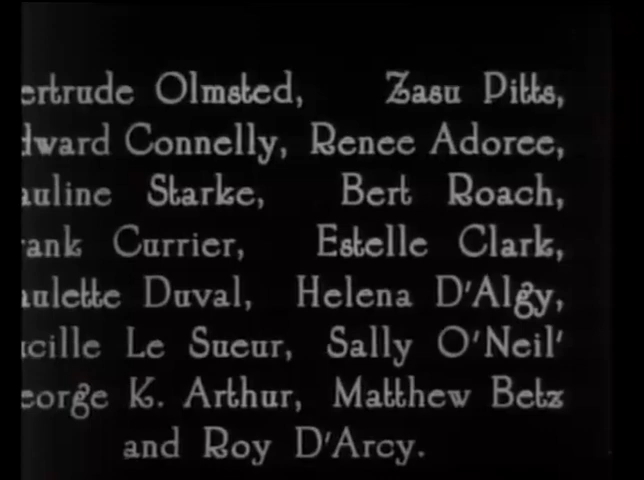 ertrude Olmsted, Zasu Pitts,
dward Connelly, Renee Adoree,
auline Starke, Bert Roach,
ank Currier, Estelle Clark,
aulette Duval, Helena D'Algy,
ucille Le Sueur, Sally O'Neil'
eorge K. Arthur, Matthew Betz
and Roy D'Arcy.